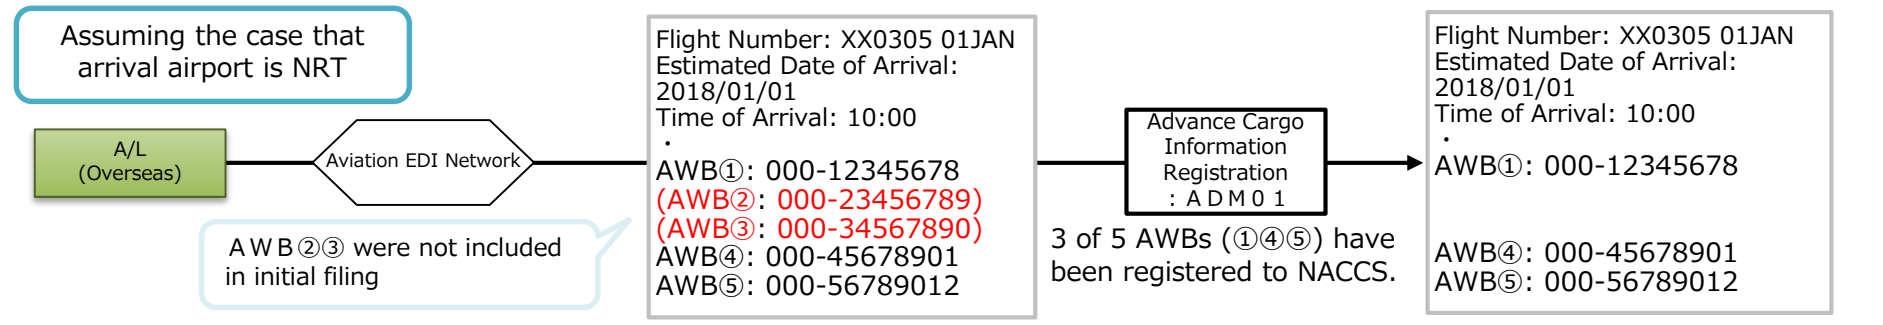 Assuming the case that
arrival airport is NRT
A/L
(Overseas)
Aviation EDI Network
AWB②③ were not included
in initial filing
Flight Number: XX0305 01JAN
Estimated Date of Arrival:
2018/01/01
Time of Arrival: 10:00
・
AWB①: 000-12345678
(AWB②: 000-23456789)
(AWB③: 000-34567890)
AWB④: 000-45678901
AWB⑤: 000-56789012
Advance Cargo
Information
Registration
: ADM01
3 of 5 AWBs (①④⑤) have
been registered to NACCS.
Flight Number: XX0305 01JAN
Estimated Date of Arrival:
2018/01/01
Time of Arrival: 10:00
・
AWB①: 000-12345678
AWB④: 000-45678901
AWB⑤: 000-56789012